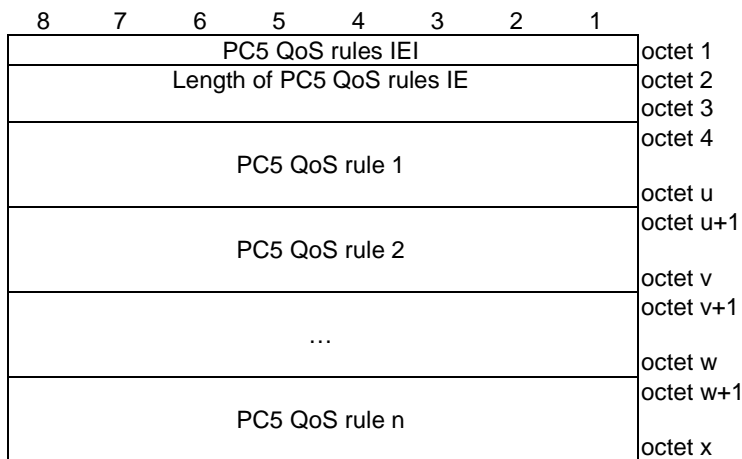 8 7 6 5 4 3 2 1
PC5 QoS rules IEI octet 1
Length of PC5 QoS rules IE octet 2
octet 3
octet 4
PC5 QoS rule 1
octet u
octet u+1
PC5 QoS rule 2
octet v
octet v+1
…
octet w
octet w+1
PC5 QoS rule n
octet x